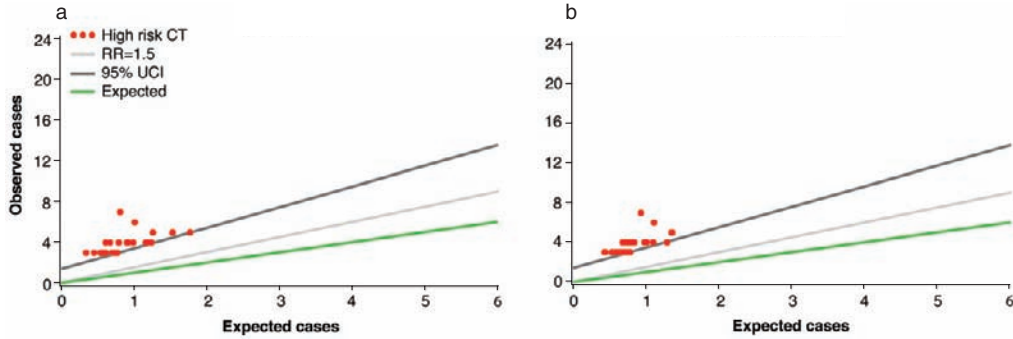 a
24
20
16
12
8
4
0
Observed cases
High risk CT
RR=1.5
95% UCI
Expected
0 1 2 3 4 5 6
Expected cases
b
24
20
16
12
8
4
0
0 1 2 3 4 5 6
Expected cases